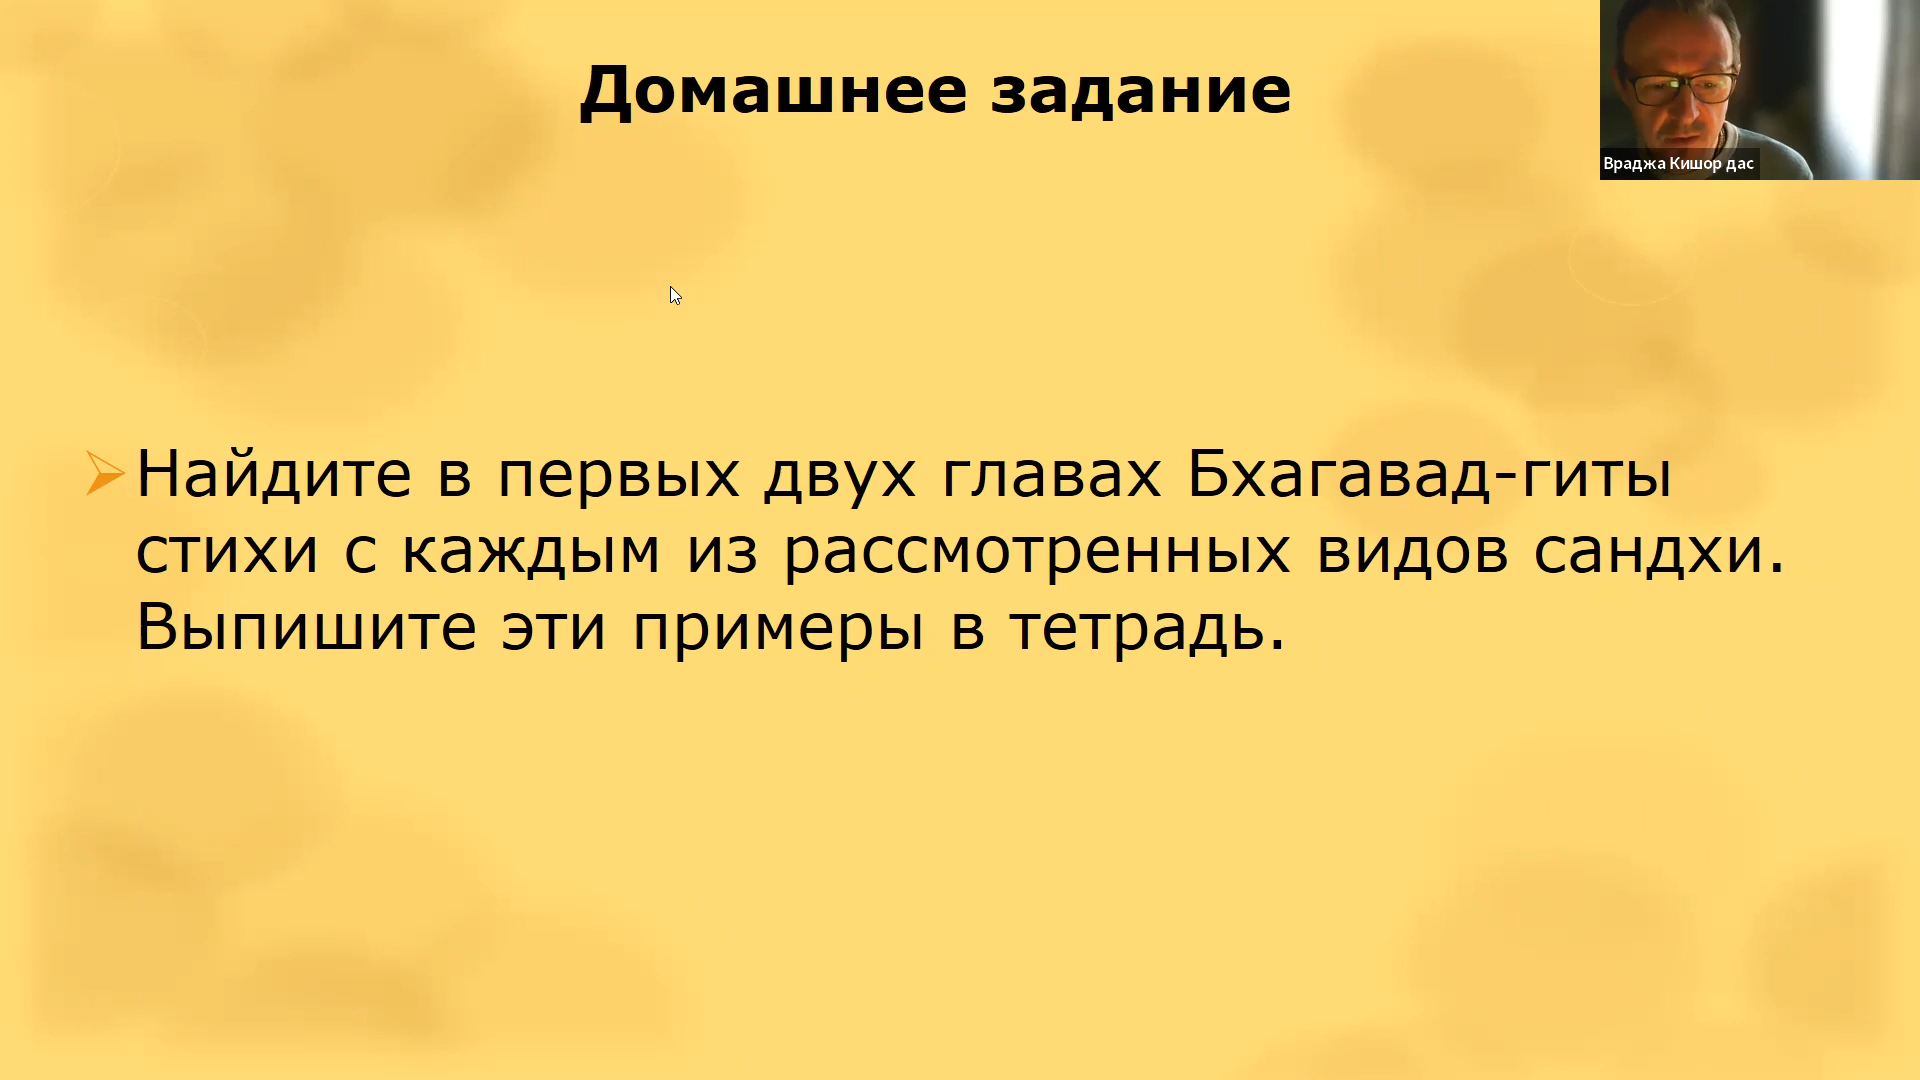 Домашнее задание
Враджа Кишор дас
Найдите в первых двух главах Бхагавад-гиты
стихи с каждым из рассмотренных видов сандхи.
Выпишите эти примеры в тетрадь.